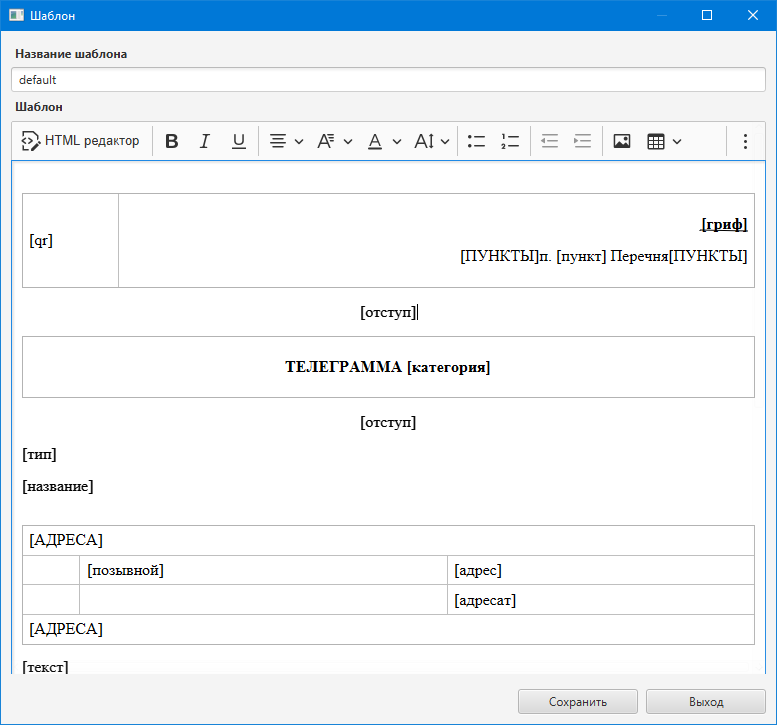 Шаблон
Название шаблона
default
Шаблон
HTML редактор
[qr]
[гриф]
[ПУНКТЫ]п. [пункт] Перечня[ПУНКТЫ]
[отступ]
ТЕЛЕГРАММА [категория]
[отступ]
[тип]
[название]
[АДРЕСА]
[позывной] [адрес]
[адресат]
[АДРЕСА]
[текст]
Сохранить Выход